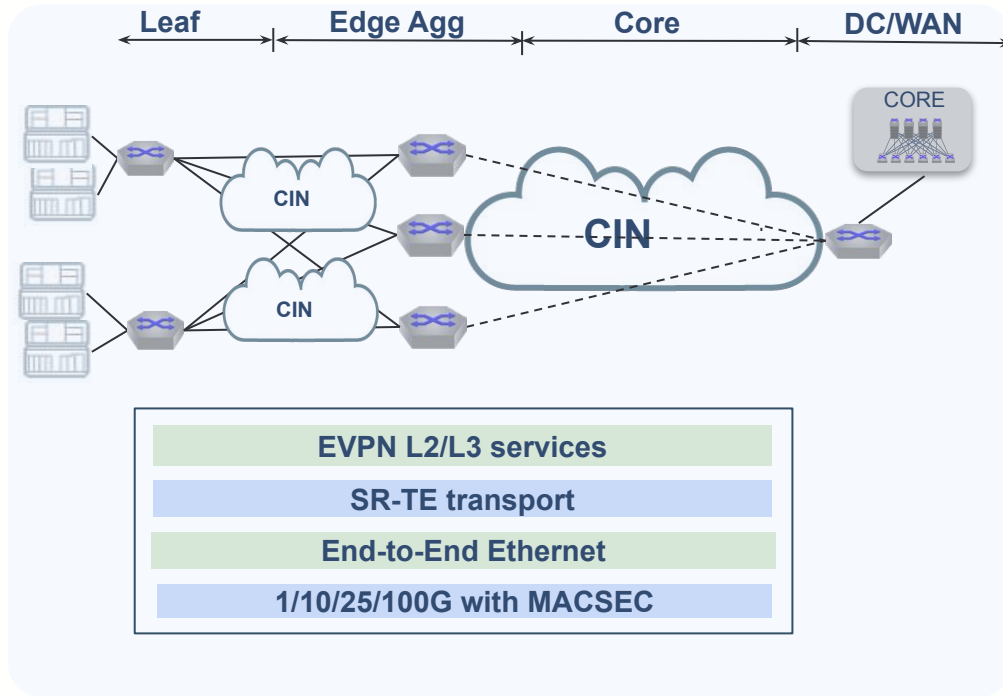 Leaf
Edge Agg
Core
DC/WAN
CORE
CIN
CIN
CIN
EVPN L2/L3 services
SR-TE transport
End-to-End Ethernet
1/10/25/100G with MACSEC